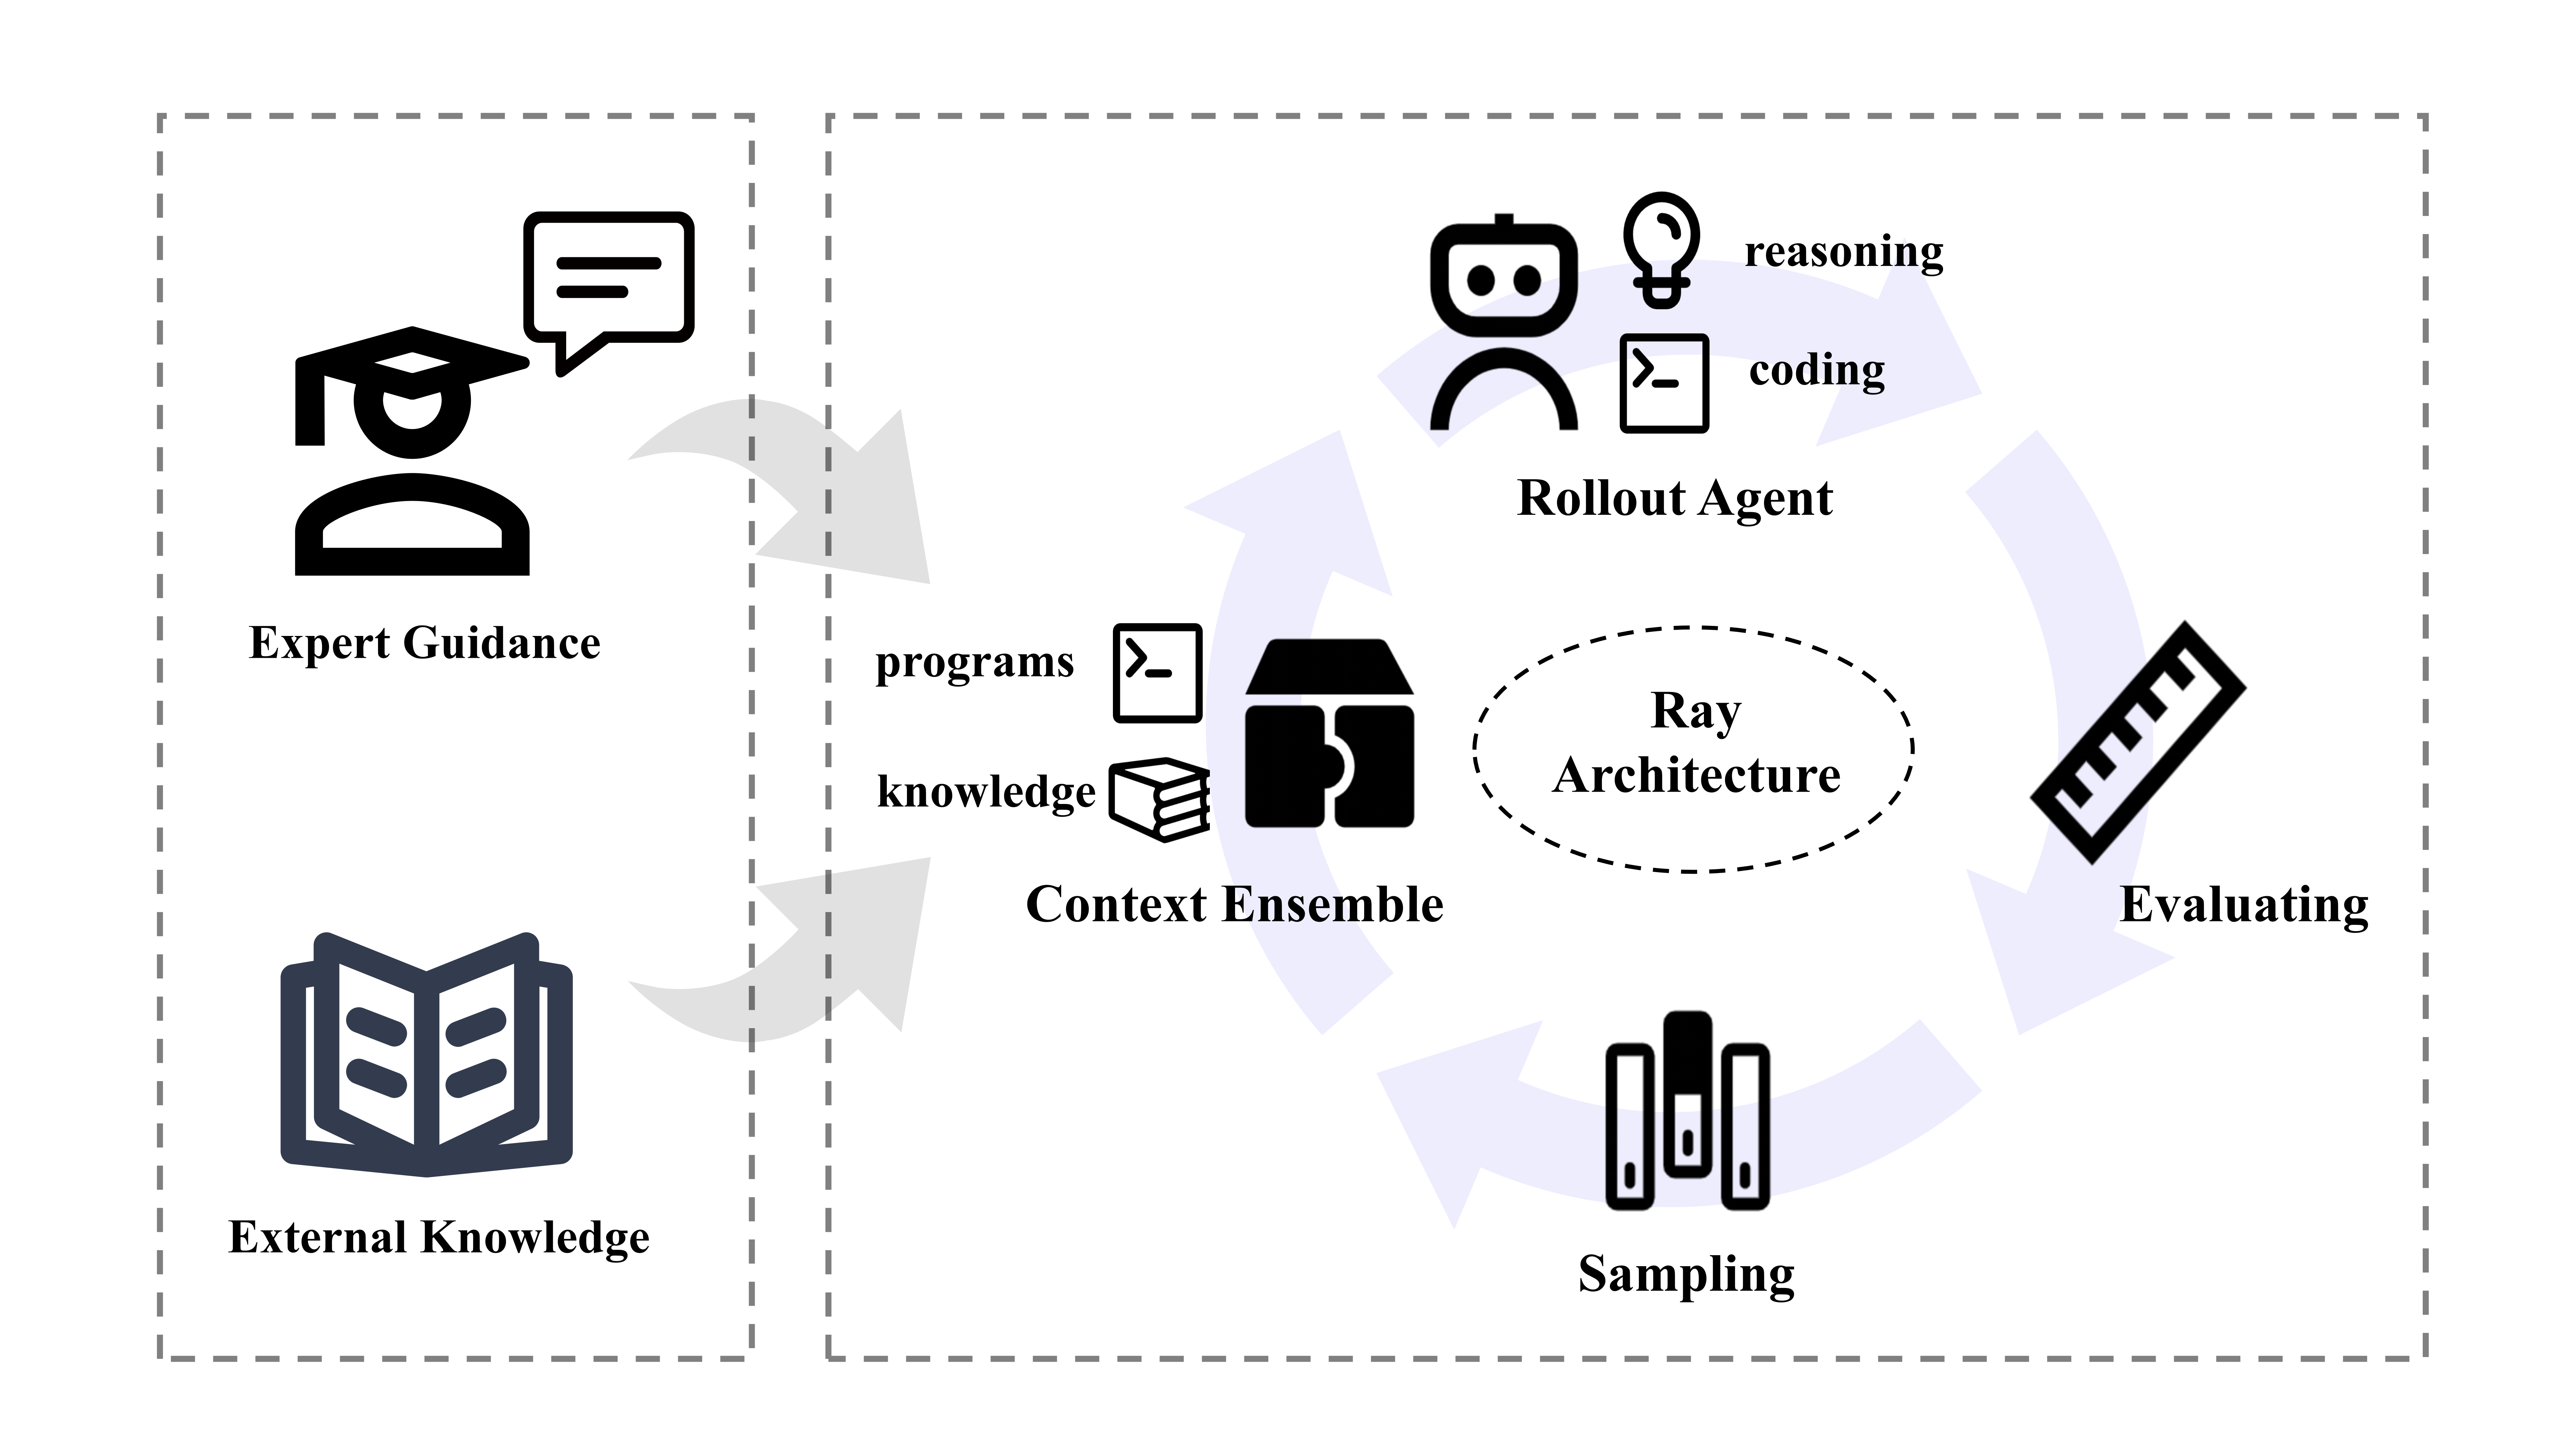 Expert Guidance
External Knowledge
reasoning
coding
Rollout Agent
programs
knowledge
Context Ensemble
Ray
Architecture
Evaluating
Sampling